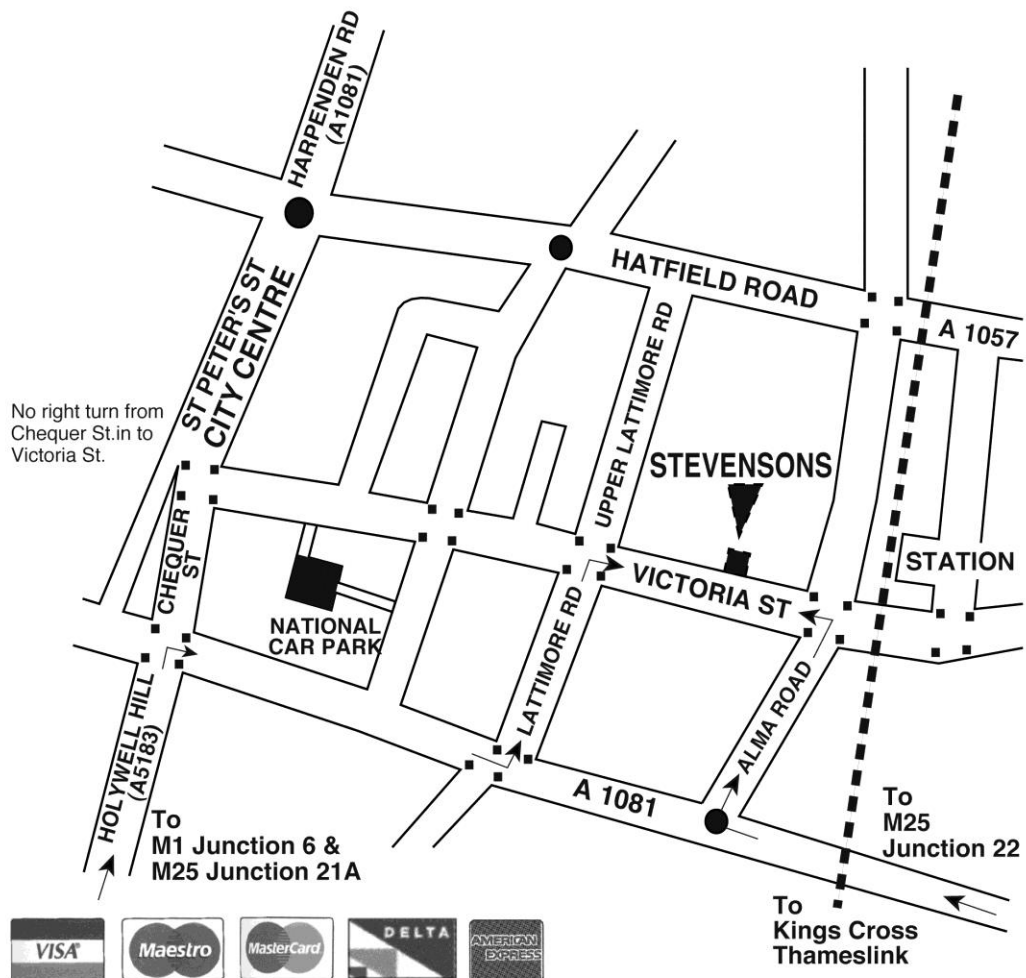 HARPENDEN RD
(A1081)
ST PETER'S ST
CITY CENTRE
HATFIELD ROAD
A 1057
No right turn from
Chequer St.in to
Victoria St.
UPPER LATTIMORE RD
STEVENSONS
CHEQUER
ST
STATION
VICTORIA ST
NATIONAL
CAR PARK
LATTIMORE RD
ALMA ROAD
HOLYWELL HILL
(A5183)
A 1081
To
M1 Junction 6 &
M25 Junction 21A
To
M25
Junction 22
To
Kings Cross
Thameslink
VISA
Maestro
MasterCard
DELTA
AMERICAN
EXPRESS